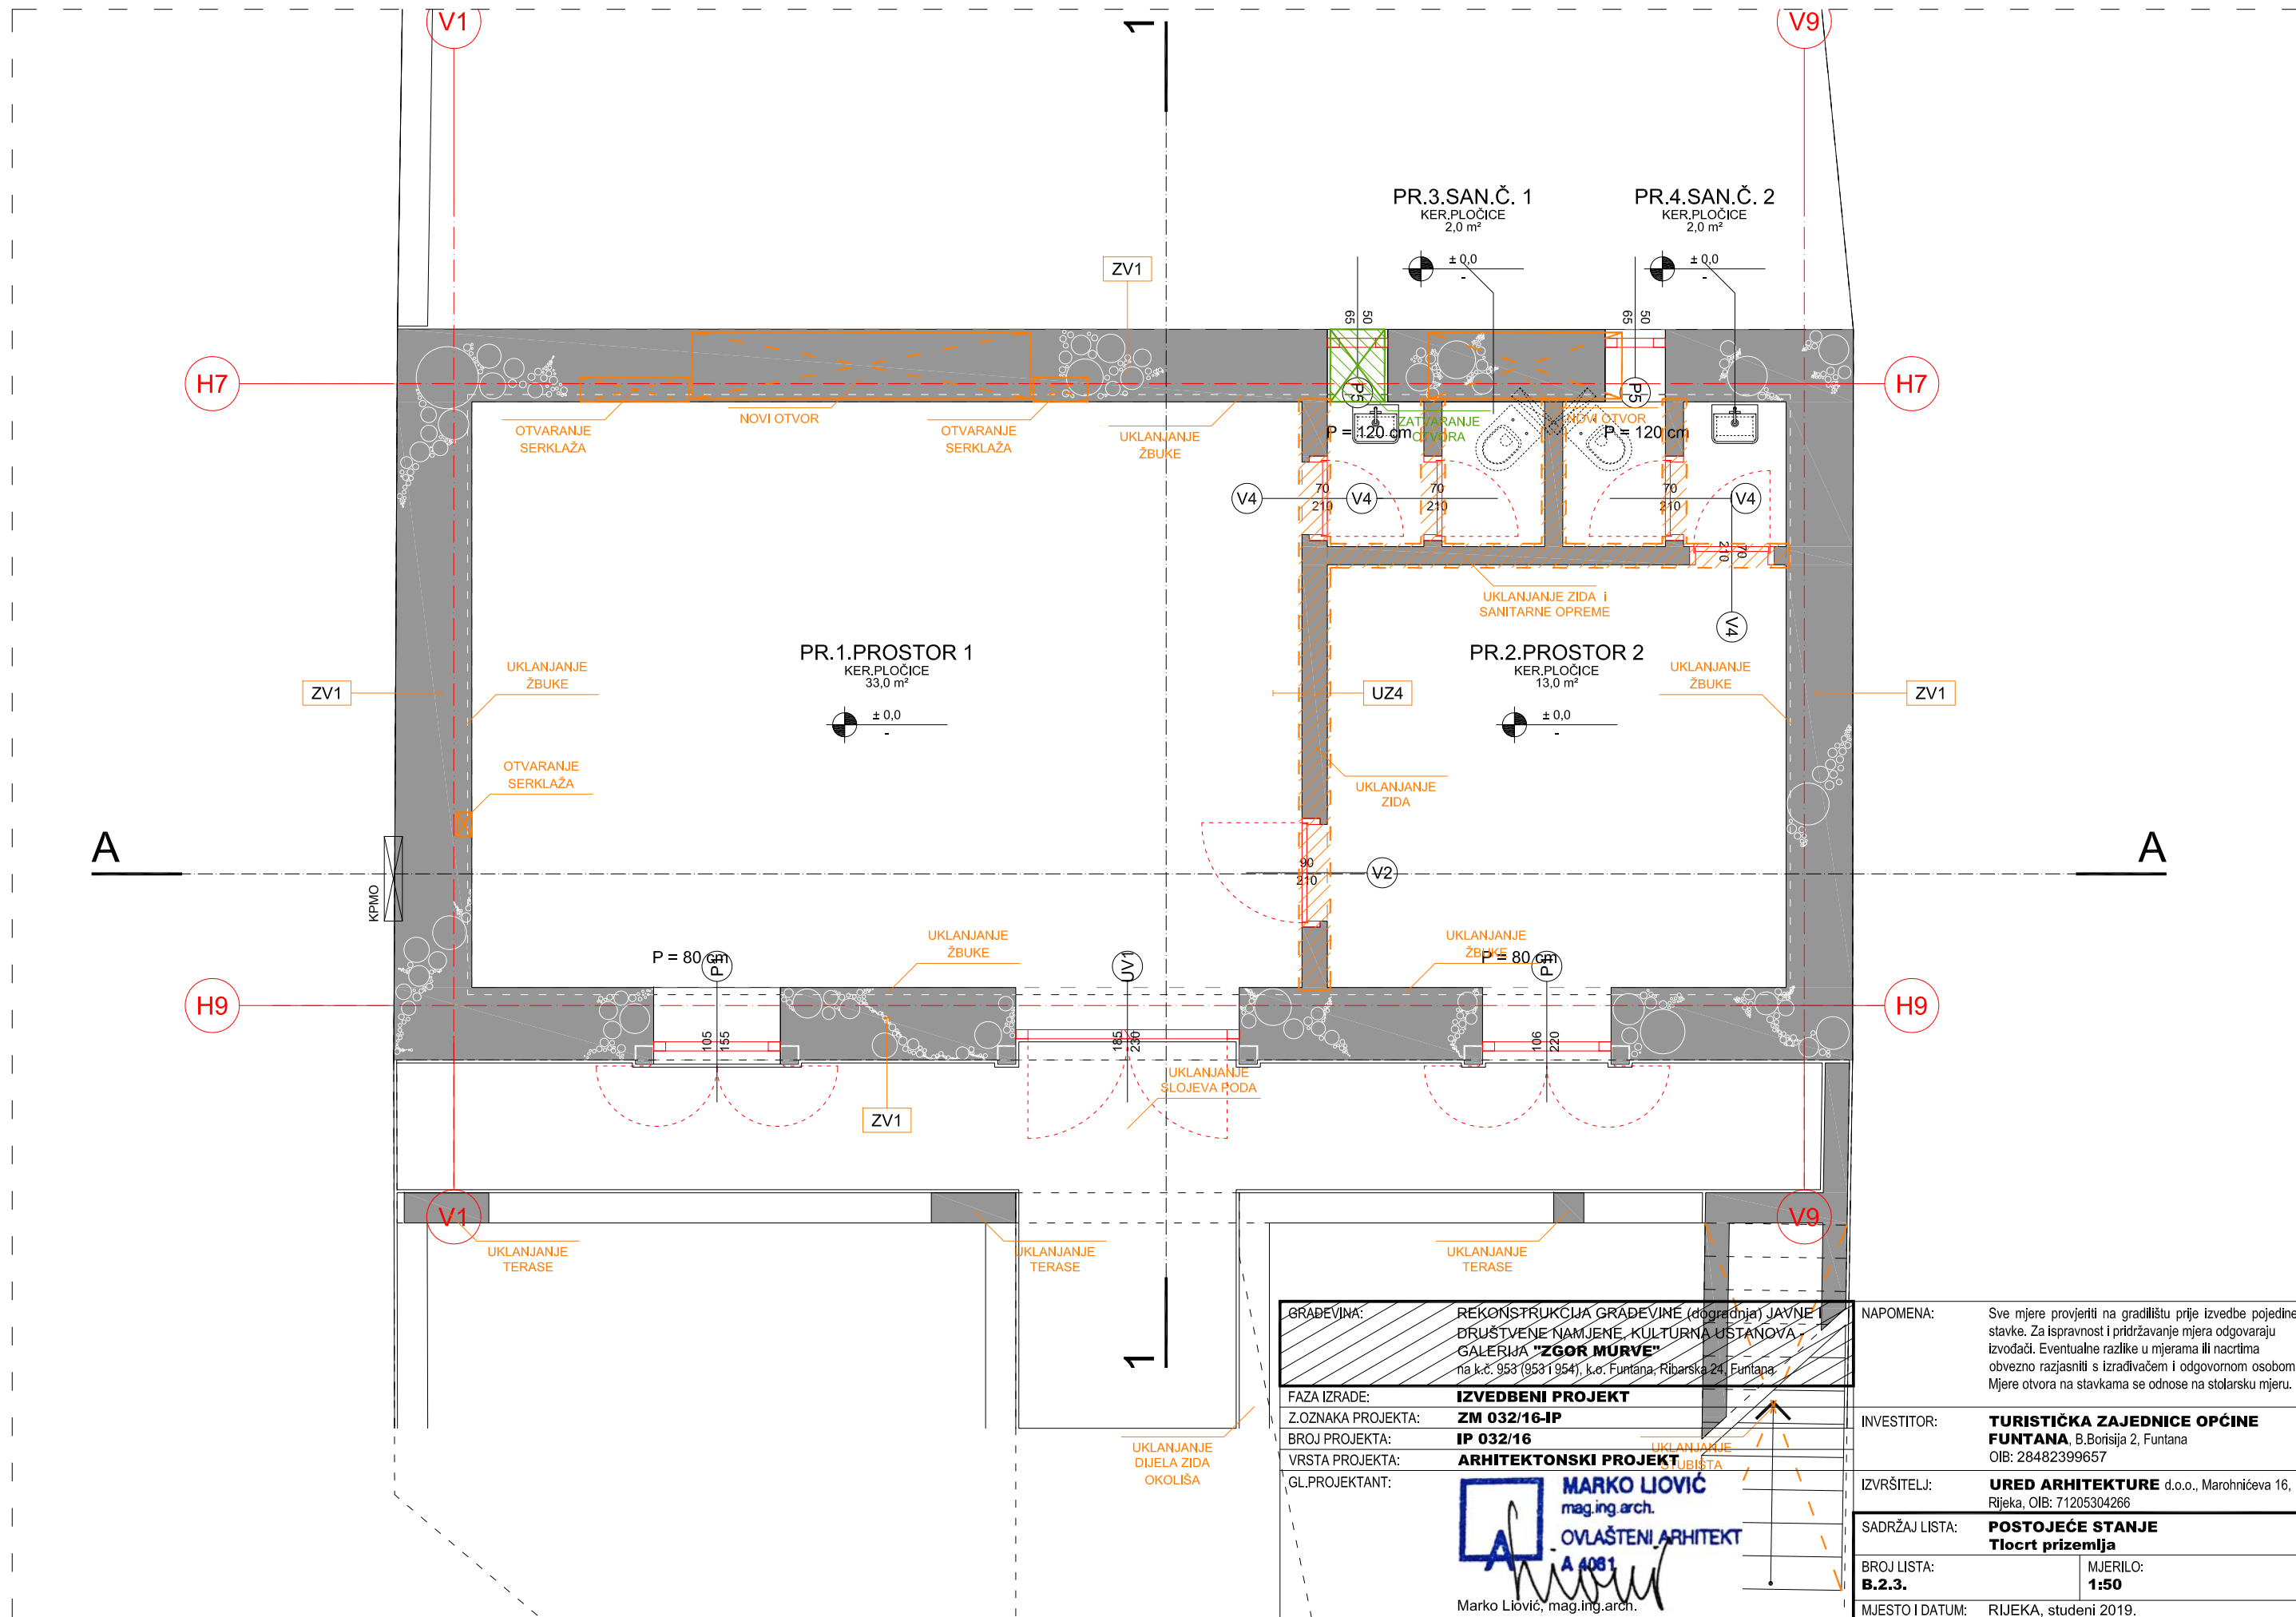 V1
1
V9
PR.3.SAN.Č. 1
KER.PLOČICE
2,0 m²
± 0,0
-
PR.4.SAN.Č. 2
KER.PLOČICE
2,0 m²
± 0,0
-
ZV1
65
50
65
50
H7
H7
P5
P5
OTVARANJE
SERKLAŽA
NOVI OTVOR
OTVARANJE
SERKLAŽA
UKLANJANJE
ŽBUKE
P = 120 cm
ZATVARANJE
OTVORA
NOVI OTVOR
P = 120 cm
V4
70
210
V4
70
210
70
210
V4
70
210
V4
UKLANJANJE ZIDA i
SANITARNE OPREME
PR.1.PROSTOR 1
KER.PLOČICE
33,0 m²
± 0,0
-
PR.2.PROSTOR 2
KER.PLOČICE
13,0 m²
± 0,0
-
UKLANJANJE
ŽBUKE
UKLANJANJE
ŽBUKE
ZV1
UZ4
ZV1
OTVARANJE
SERKLAŽA
UKLANJANJE
ZIDA
A
A
KPMO
90
210
V2
P = 80 cm
P1
UKLANJANJE
ŽBUKE
UV1
UKLANJANJE
ŽBUKE
P = 80 cm
P1
H9
H9
105
155
185
230
106
220
UKLANJANJE
SLOJEVA PODA
ZV1
V1
V9
UKLANJANJE
TERASE
UKLANJANJE
TERASE
UKLANJANJE
TERASE
1
UKLANJANJE
DIJELA ZIDA
OKOLIŠA
UKLANJANJE
STUBIŠTA
GRAĐEVINA:
REKONSTRUKCIJA GRAĐEVINE (dogradnja) JAVNE I
DRUŠTVENE NAMJENE, KULTURNA USTANOVA -
GALERIJA "ZGOR MURVE"
na k.č. 953 (953 i 954), k.o. Funtana, Ribarska 24, Funtana
FAZA IZRADE: IZVEDBENI PROJEKT
Z.OZNAKA PROJEKTA: ZM 032/16-IP
BROJ PROJEKTA: IP 032/16
VRSTA PROJEKTA: ARHITEKTONSKI PROJEKT
GL.PROJEKTANT:
MARKO LIOVIĆ
mag.ing.arch.
OVLAŠTENI ARHITEKT
A 4061
Marko Liović, mag.ing.arch.
NAPOMENA:
Sve mjere provjeriti na gradilištu prije izvedbe pojedine
stavke. Za ispravnost i pridržavanje mjera odgovaraju
izvođači. Eventualne razlike u mjerama ili nacrtima
obvezno razjasniti s izrađivačem i odgovornom osobom
Mjere otvora na stavkama se odnose na stolarsku mjeru.
INVESTITOR: TURISTIČKA ZAJEDNICE OPĆINE
FUNTANA, B.Borisija 2, Funtana
OIB: 28482399657
IZVRŠITELJ: URED ARHITEKTURE d.o.o., Marohnićeva 16,
Rijeka, OIB: 71205304266
SADRŽAJ LISTA: POSTOJEĆE STANJE
Tlocrt prizemlja
BROJ LISTA:
B.2.3.
MJERILO:
1:50
MJESTO I DATUM: RIJEKA, studeni 2019.